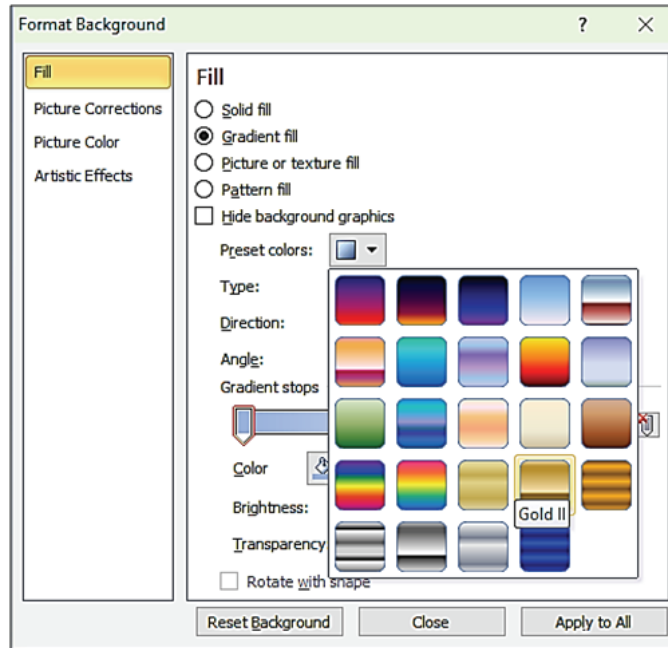 Format Background ? ×
Fill
Picture Corrections
Picture Color
Artistic Effects
Fill
Solid fill
Gradient fill
Picture or texture fill
Pattern fill
Hide background graphics
Preset colors:
Type:
Direction:
Angle:
Gradient stops
Color
Brightness:
Transparency
Gold II
Rotate with shape
Reset Background Close Apply to All